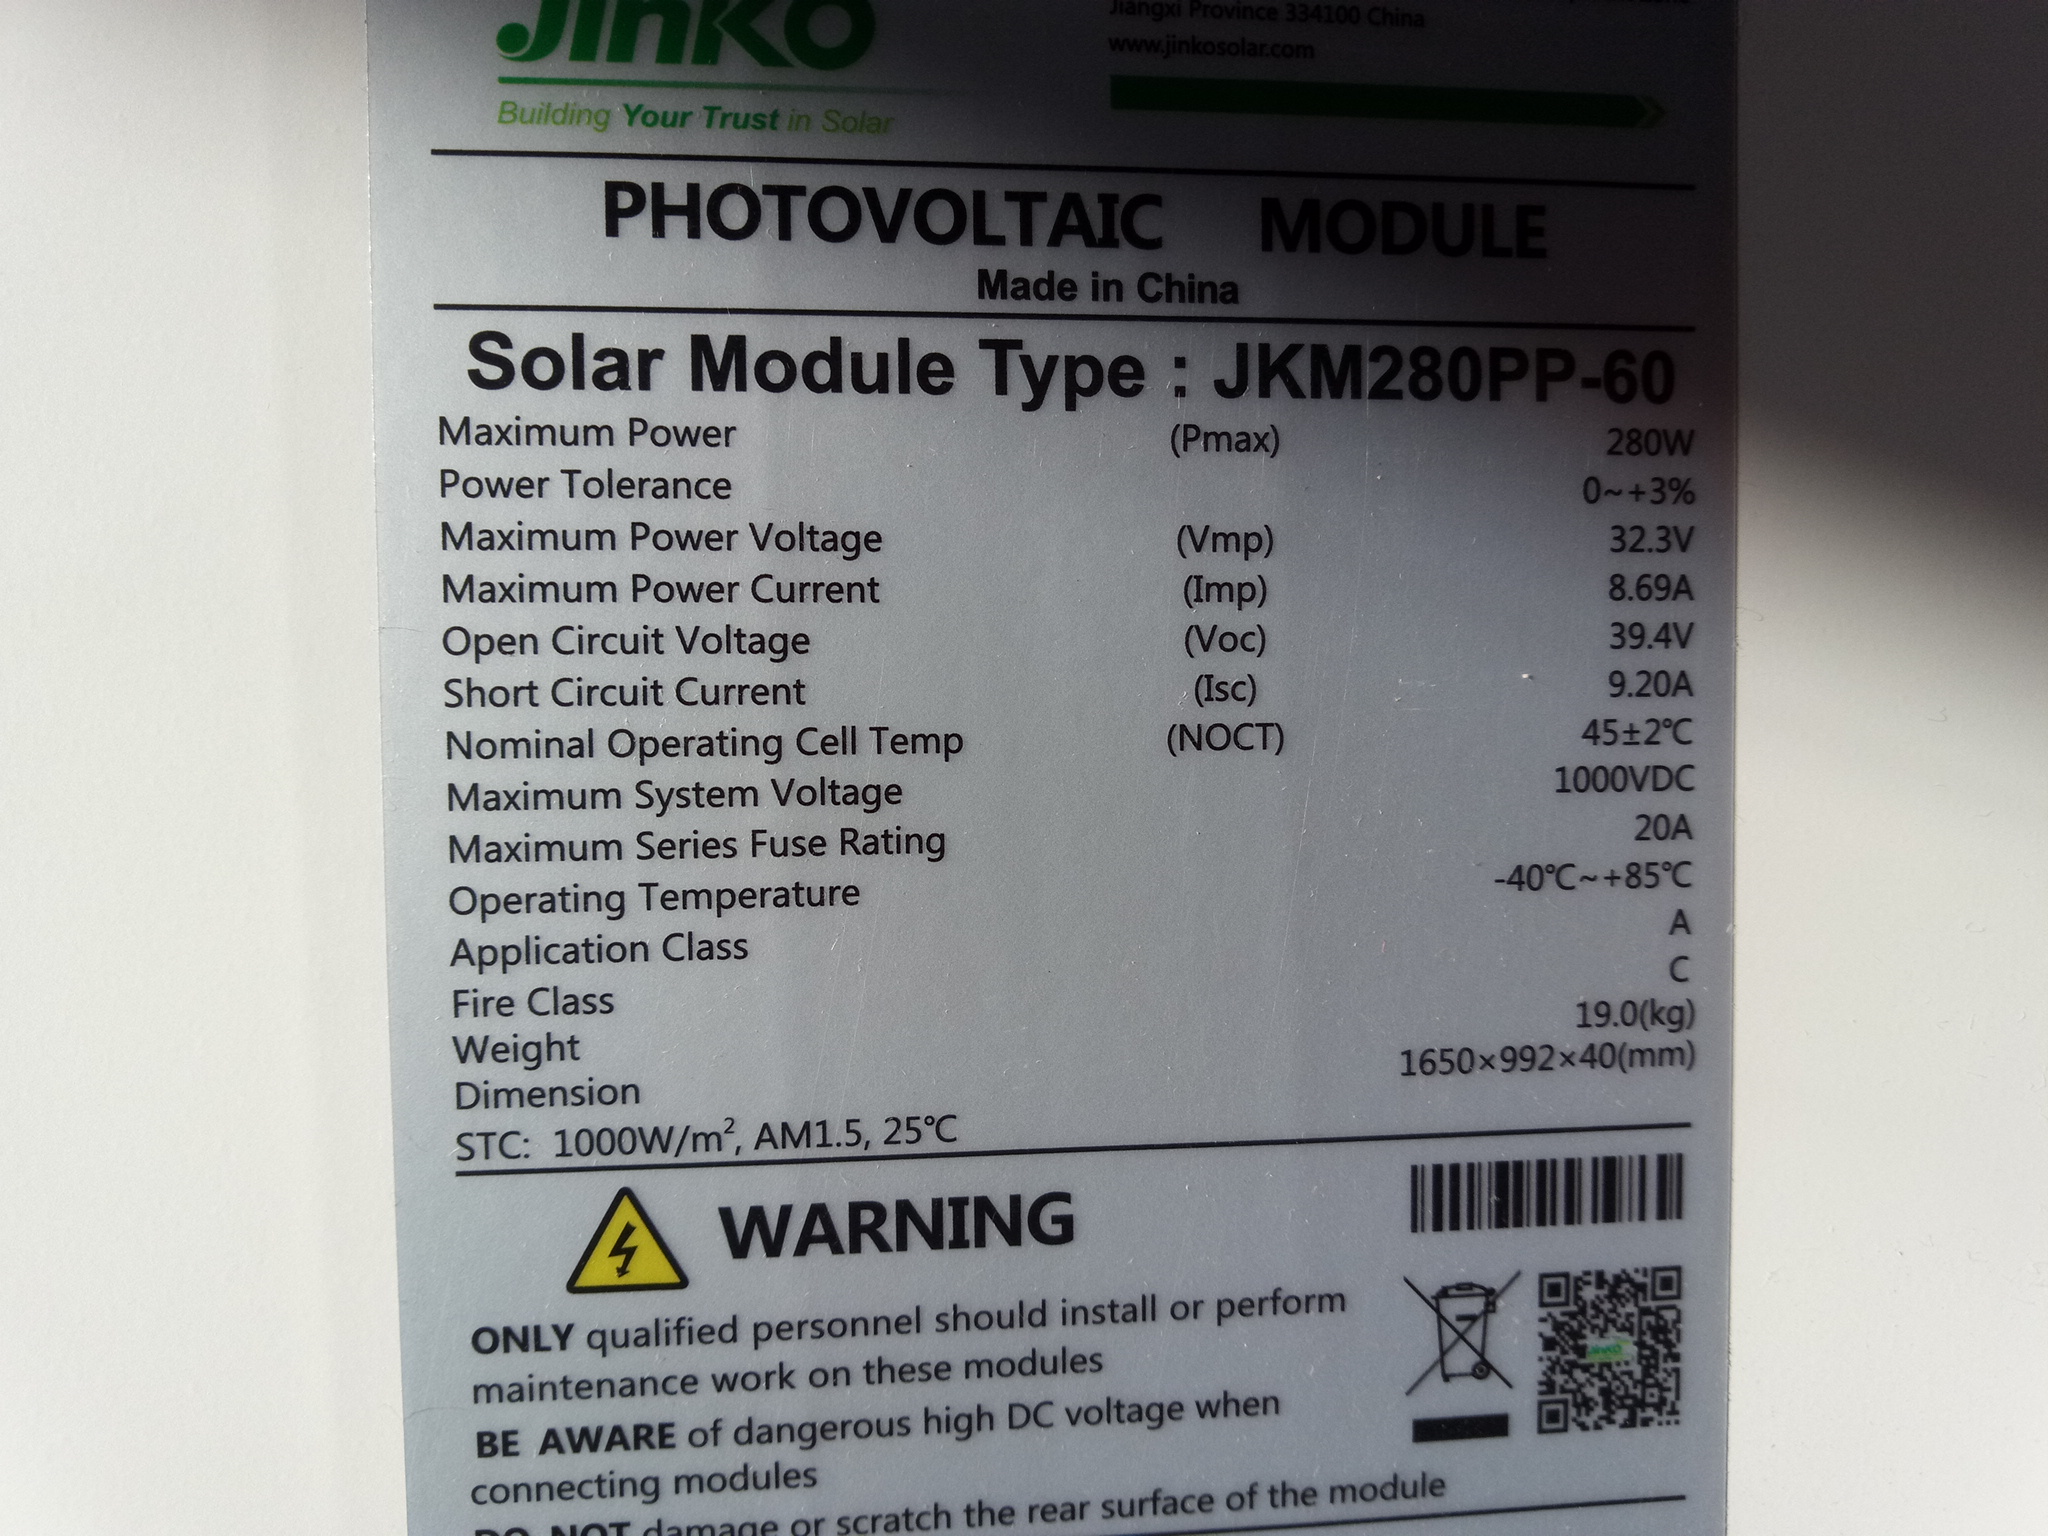 Jinko
Building Your Trust in Solar
Jiangxi Province 334100 China
www.jinkosolar.com
PHOTOVOLTAIC MODULE
Made in China
Solar Module Type : JKM280PP-60
Maximum Power (Pmax) 280W
Power Tolerance 0~+3%
Maximum Power Voltage (Vmp) 32.3V
Maximum Power Current (Imp) 8.69A
Open Circuit Voltage (Voc) 39.4V
Short Circuit Current (Isc) 9.20A
Nominal Operating Cell Temp (NOCT) 45±2℃
Maximum System Voltage 1000VDC
Maximum Series Fuse Rating 20A
Operating Temperature -40℃~+85℃
Application Class A
Fire Class C
Weight 19.0(kg)
Dimension 1650×992×40(mm)
STC: 1000W/m², AM1.5, 25℃
WARNING
ONLY qualified personnel should install or perform
maintenance work on these modules
BE AWARE of dangerous high DC voltage when
connecting modules
DO NOT damage or scratch the rear surface of the module
Jinko